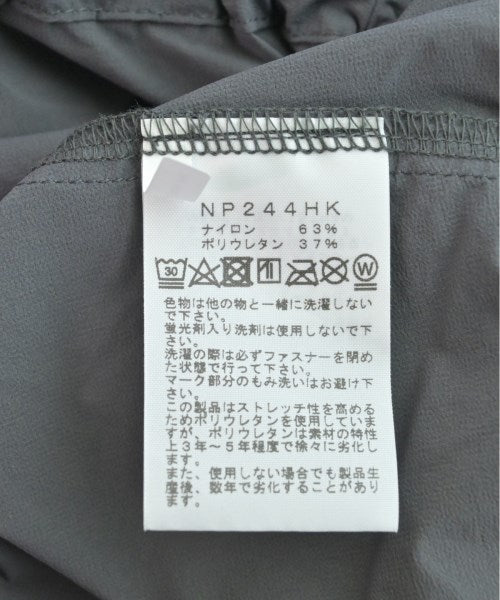 NP244HK
ナイロン 63%
ポリウレタン 37%
30
W
色物は他の物と一緒に洗濯しない
で下さい。
蛍光剤入り洗剤は使用しないで下
さい。
洗濯の際は必ずファスナーを閉め
た状態で行って下さい。
マーク部分のもみ洗いはお避け下
さい。
この製品はストレッチ性を高める
ためポリウレタンを使用していま
すが、ポリウレタンは素材の特性
上3年～5年程度で徐々に劣化し
ます。
また、使用しない場合でも製品生
産後、数年で劣化することがあり
ます。